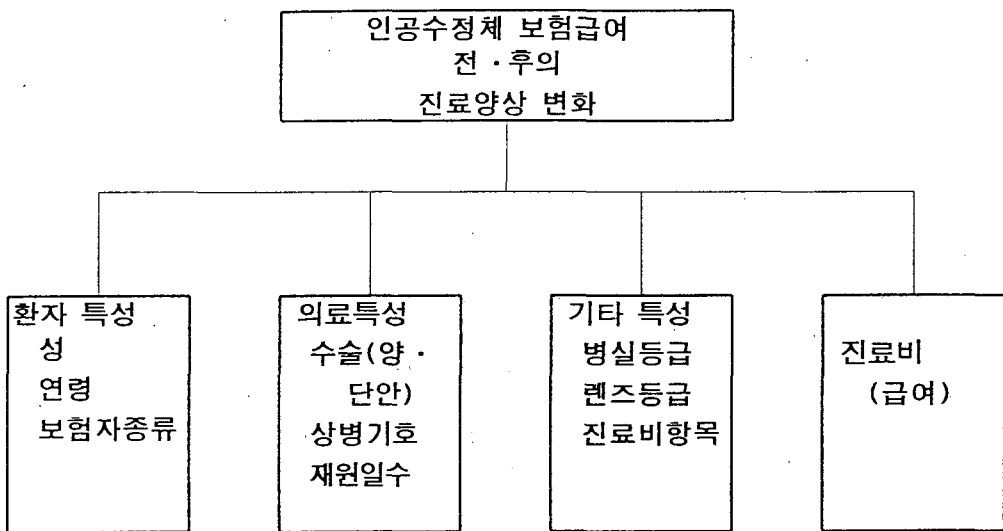 인공수정체 보험급여
전·후의
진료양상 변화
환자 특성
성
연령
보험자종류
의료특성
수술(양·
단안)
상병기호
재원일수
기타 특성
병실등급
렌즈등급
진료비항목
진료비
(급여)